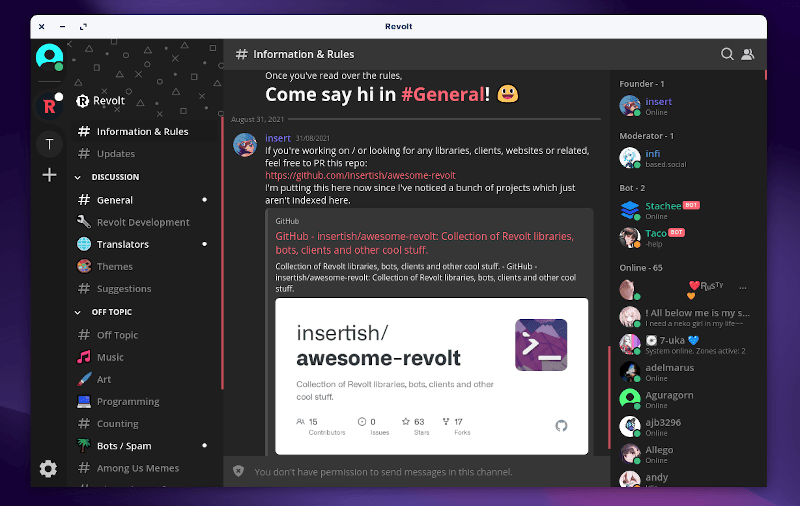 Revolt
Revolt
T
Information & Rules
Updates
DISCUSSION
General
Revolt Development
Translators
Themes
Suggestions
OFF TOPIC
Off Topic
Music
Art
Programming
Counting
Bots / Spam
Among Us Memes
Information & Rules
Once you've read over the rules,
Come say hi in #General! 😃
August 31, 2021
insert 31/08/2021
If you're working on / or looking for any libraries, clients, websites or related,
feel free to PR this repo:
https://github.com/insertish/awesome-revolt
I'm putting this here now since I've noticed a bunch of projects which just
aren't indexed here.
GitHub
GitHub - insertish/awesome-revolt: Collection of Revolt libraries,
bots, clients and other cool stuff.
Collection of Revolt libraries, bots, clients and other cool stuff. - GitHub -
insertish/awesome-revolt: Collection of Revolt libraries, bots, clients and other cool
stuff.
insertish/
awesome-revolt
Collection of Revolt libraries, bots, clients and other
cool stuff.
15 0 63 17
Contributors Issues Stars Forks
You don't have permission to send messages in this channel.
Founder - 1
insert
Online
Moderator - 1
infi
based.social
Bot - 2
Stachee BOT
Online
Taco BOT
-help
Online - 65
! All below me is my s...
I need a neko girl in my life~~
7-uka 💙
System online. Zones active: 2
adelmarus
Online
Aguragorn
Online
ajb3296
Online
Allego
Online
andy